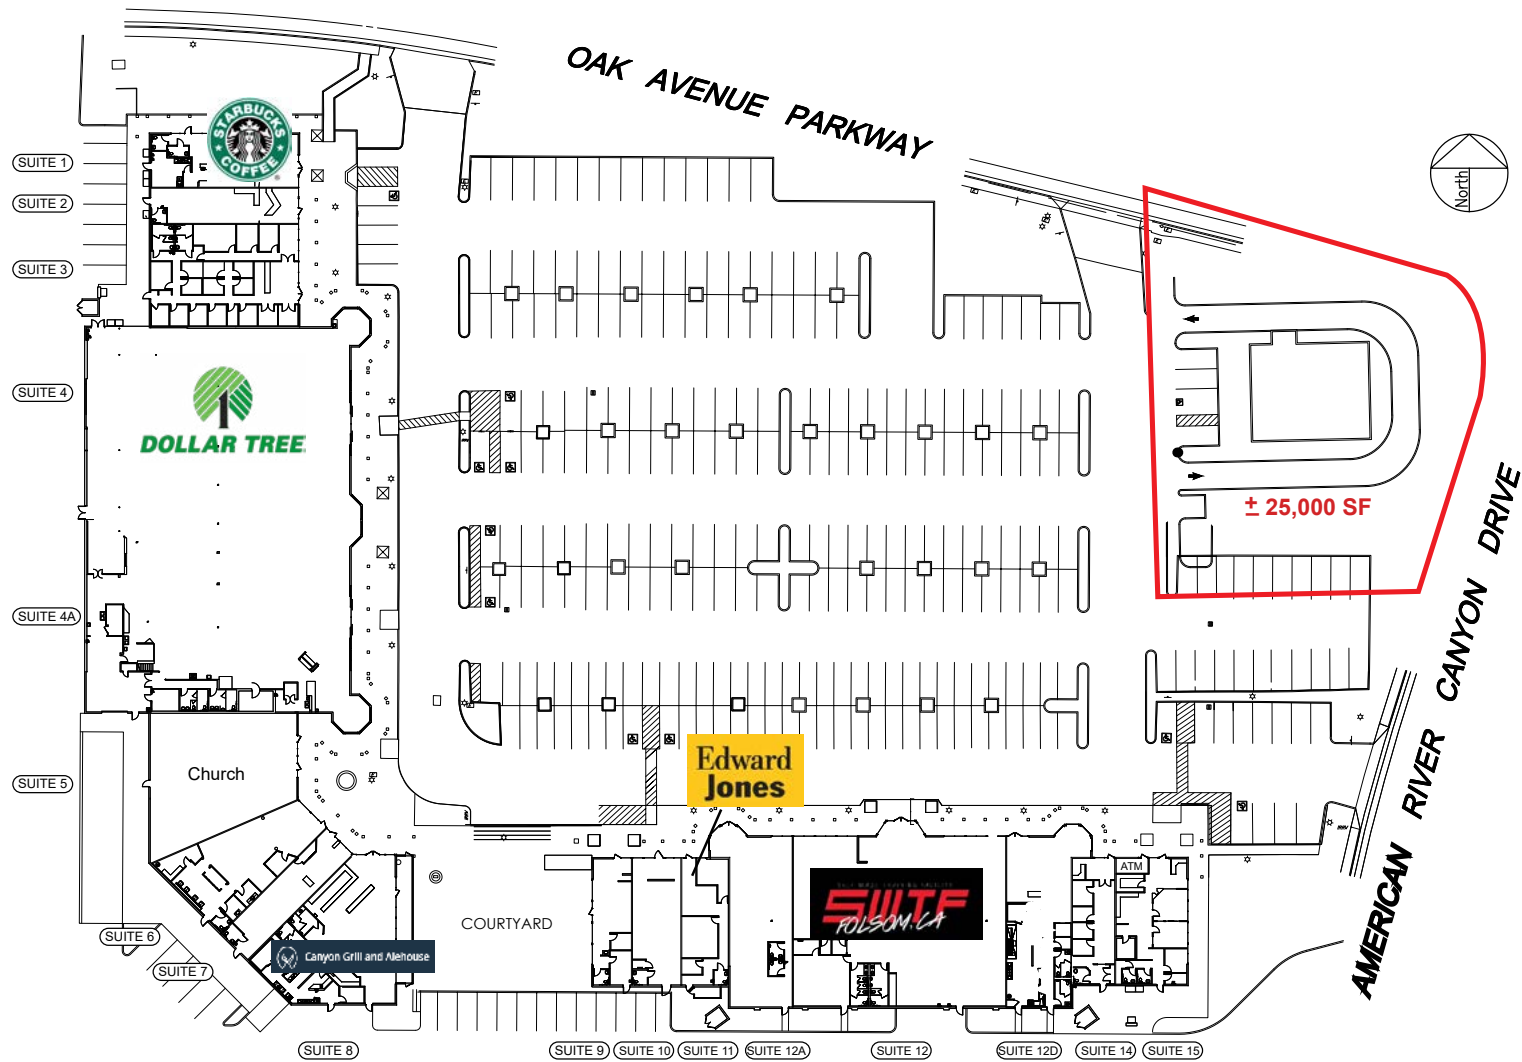 OAK AVENUE PARKWAY
STARBUCKS
COFFEE
North
SUITE 1
SUITE 2
SUITE 3
SUITE 4
DOLLAR TREE
± 25,000 SF
AMERICAN RIVER CANYON DRIVE
SUITE 4A
Church
SUITE 5
Edward
Jones
ATM
SWTF
FOLSOM, CA
COURTYARD
SUITE 6
SUITE 7
Canyon Grill and Alehouse
SUITE 8
SUITE 9
SUITE 10
SUITE 11
SUITE 12A
SUITE 12
SUITE 12D
SUITE 14
SUITE 15